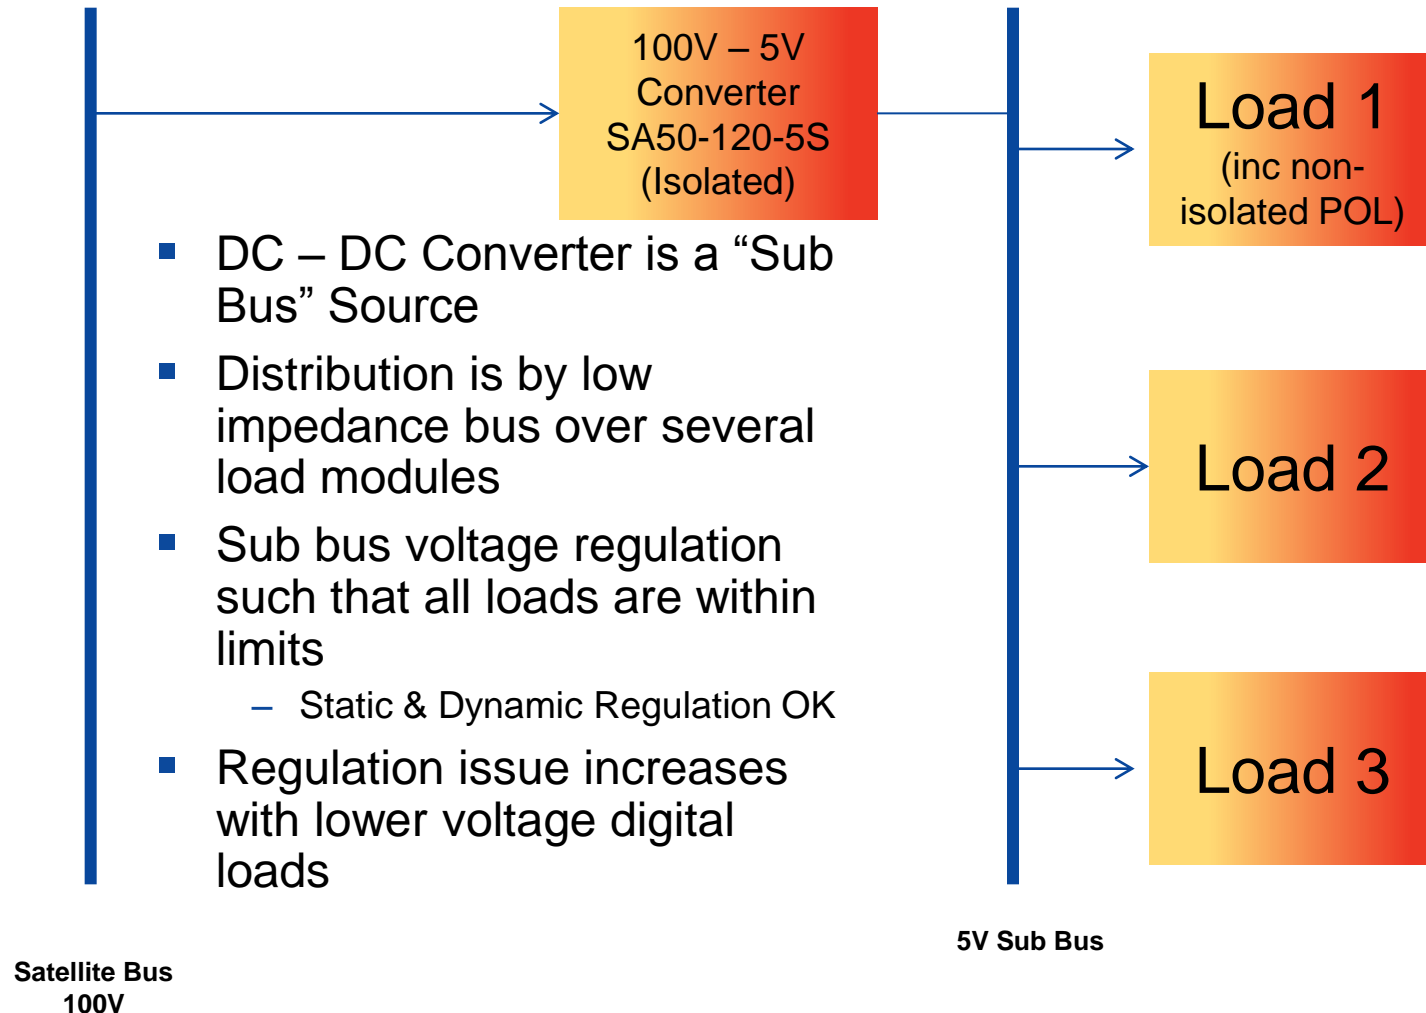 100V – 5V
Converter
SA50-120-5S
(Isolated)
Load 1
(inc non-
isolated POL)
DC – DC Converter is a “Sub
Bus” Source
Distribution is by low
impedance bus over several
load modules
Sub bus voltage regulation
such that all loads are within
limits
– Static & Dynamic Regulation OK
Regulation issue increases
with lower voltage digital
loads
Load 2
Load 3
5V Sub Bus
Satellite Bus
100V